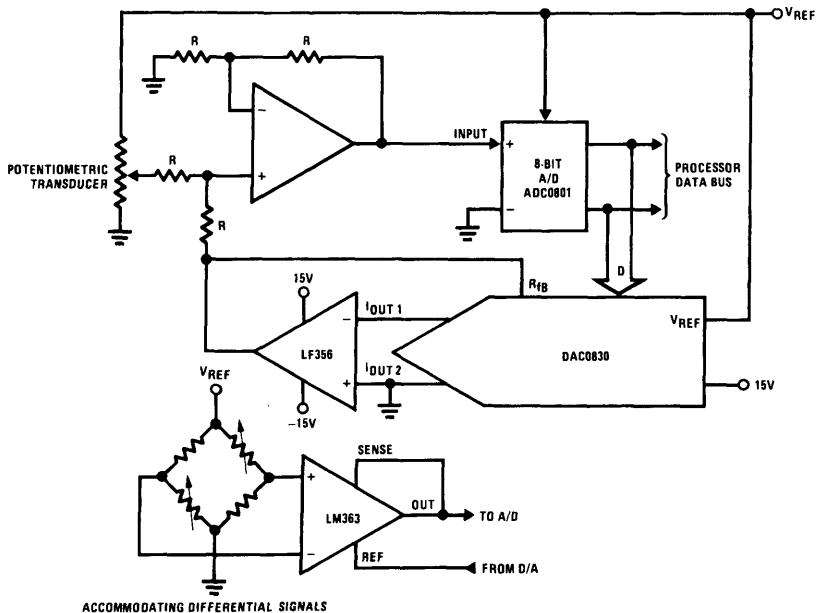 VREF
R
R
-
+
INPUT
+
-
8-BIT
A/D
ADC0801
PROCESSOR
DATA BUS
POTENTIOMETRIC
TRANSDUCER
R
R
D
15V
RfB
IOUT 1
-
LF356
IOUT 2
+
-15V
VREF
DAC0830
15V
VREF
SENSE
+
LM363
OUT
TO A/D
-
REF
FROM D/A
ACCOMMODATING DIFFERENTIAL SIGNALS